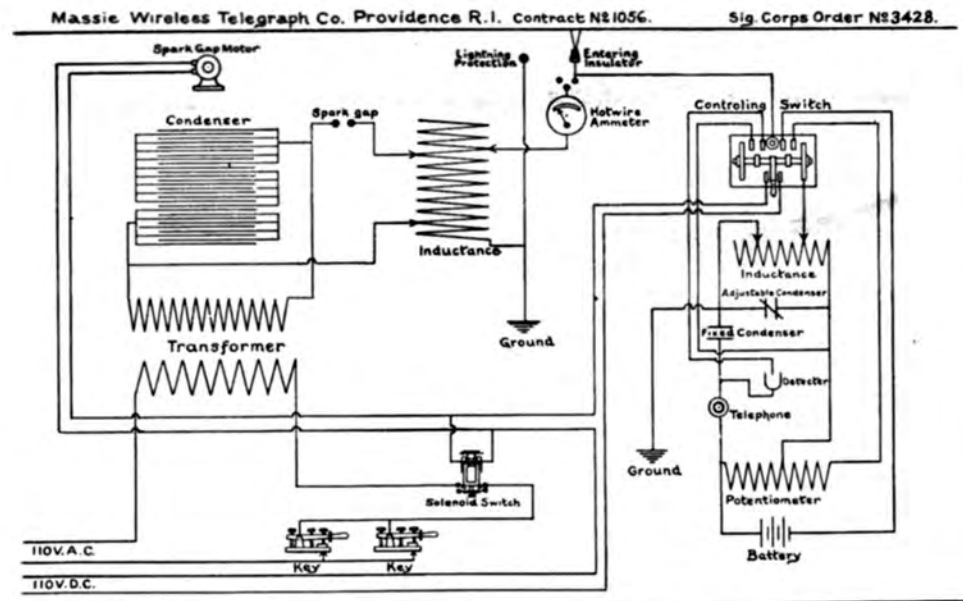 Massie Wireless Telegraph Co. Providence R.I. Contract No 1056. Sig. Corps Order No 3428.
Spark Gap Motor
Lightning
Protection
Entering
Insulator
Condenser
Spark gap
Hotwire
Ammeter
Controling Switch
Inductance
Inductance
Adjustable Condenser
Ground
Fixed Condenser
Transformer
Detecter
Telephone
Ground
Solenoid Switch
Potentiometer
110V. A.C.
Key
Key
Battery
110V. D.C.